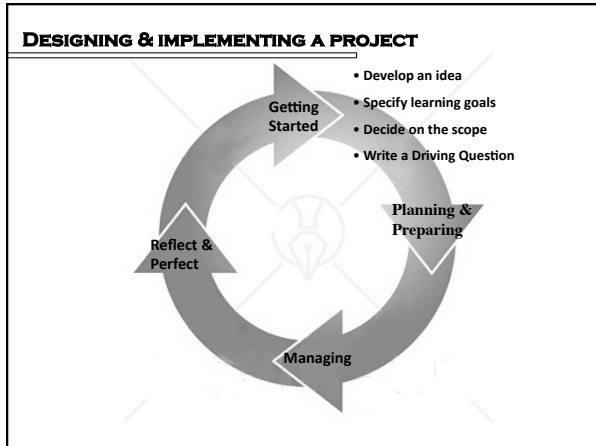 DESIGNING & IMPLEMENTING A PROJECT
• Develop an idea
• Specify learning goals
• Decide on the scope
• Write a Driving Question
Getting
Started
Planning &
Preparing
Managing
Reflect &
Perfect